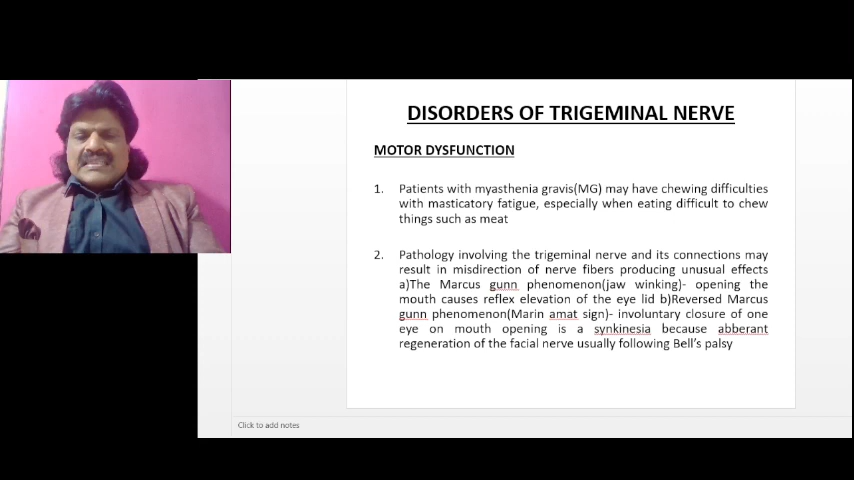 DISORDERS OF TRIGEMINAL NERVE
MOTOR DYSFUNCTION
1. Patients with myasthenia gravis(MG) may have chewing difficulties
with masticatory fatigue, especially when eating difficult to chew
things such as meat
2. Pathology involving the trigeminal nerve and its connections may
result in misdirection of nerve fibers producing unusual effects
a)The Marcus gunn phenomenon(jaw winking)- opening the
mouth causes reflex elevation of the eye lid b)Reversed Marcus
gunn phenomenon(Marin amat sign)- involuntary closure of one
eye on mouth opening is a synkinesia because abberant
regeneration of the facial nerve usually following Bell's palsy
Click to add notes